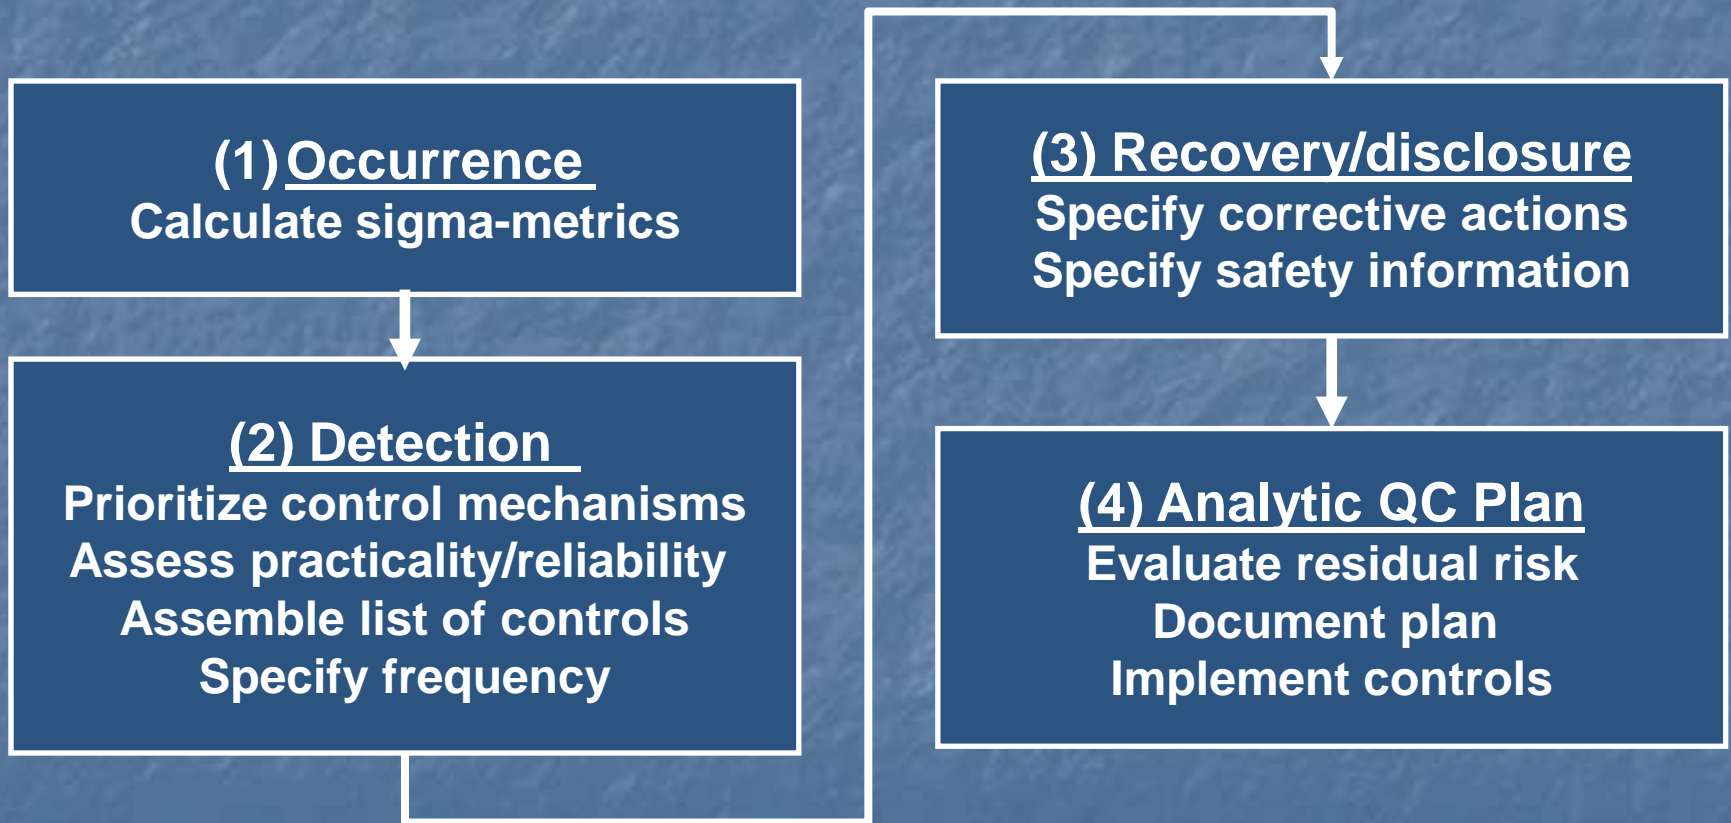 (1) Occurrence
Calculate sigma-metrics
(2) Detection
Prioritize control mechanisms
Assess practicality/reliability
Assemble list of controls
Specify frequency
(3) Recovery/disclosure
Specify corrective actions
Specify safety information
(4) Analytic QC Plan
Evaluate residual risk
Document plan
Implement controls